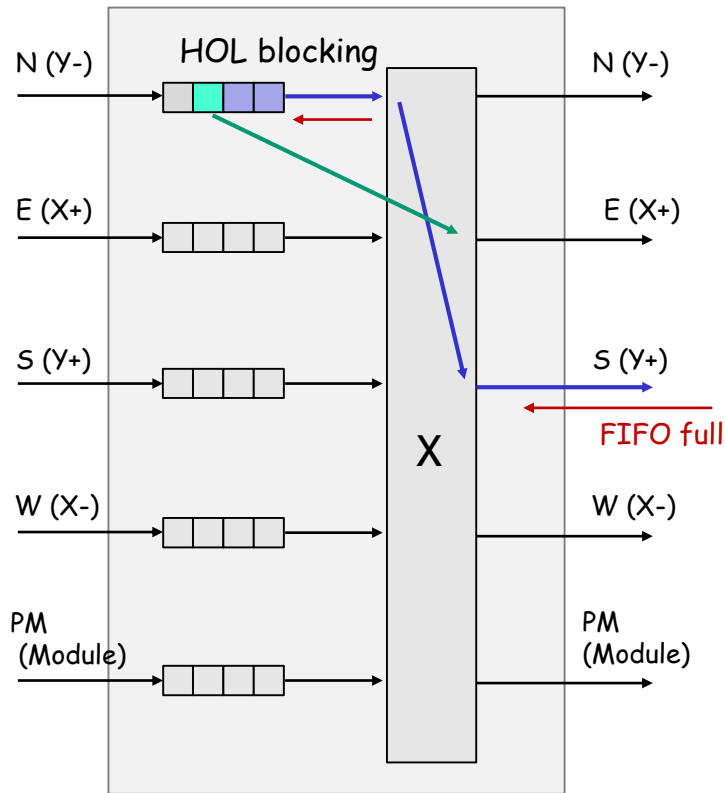 HOL blocking
N (Y-)
N (Y-)
E (X+)
E (X+)
S (Y+)
S (Y+)
FIFO full
X
W (X-)
W (X-)
PM
(Module)
PM
(Module)